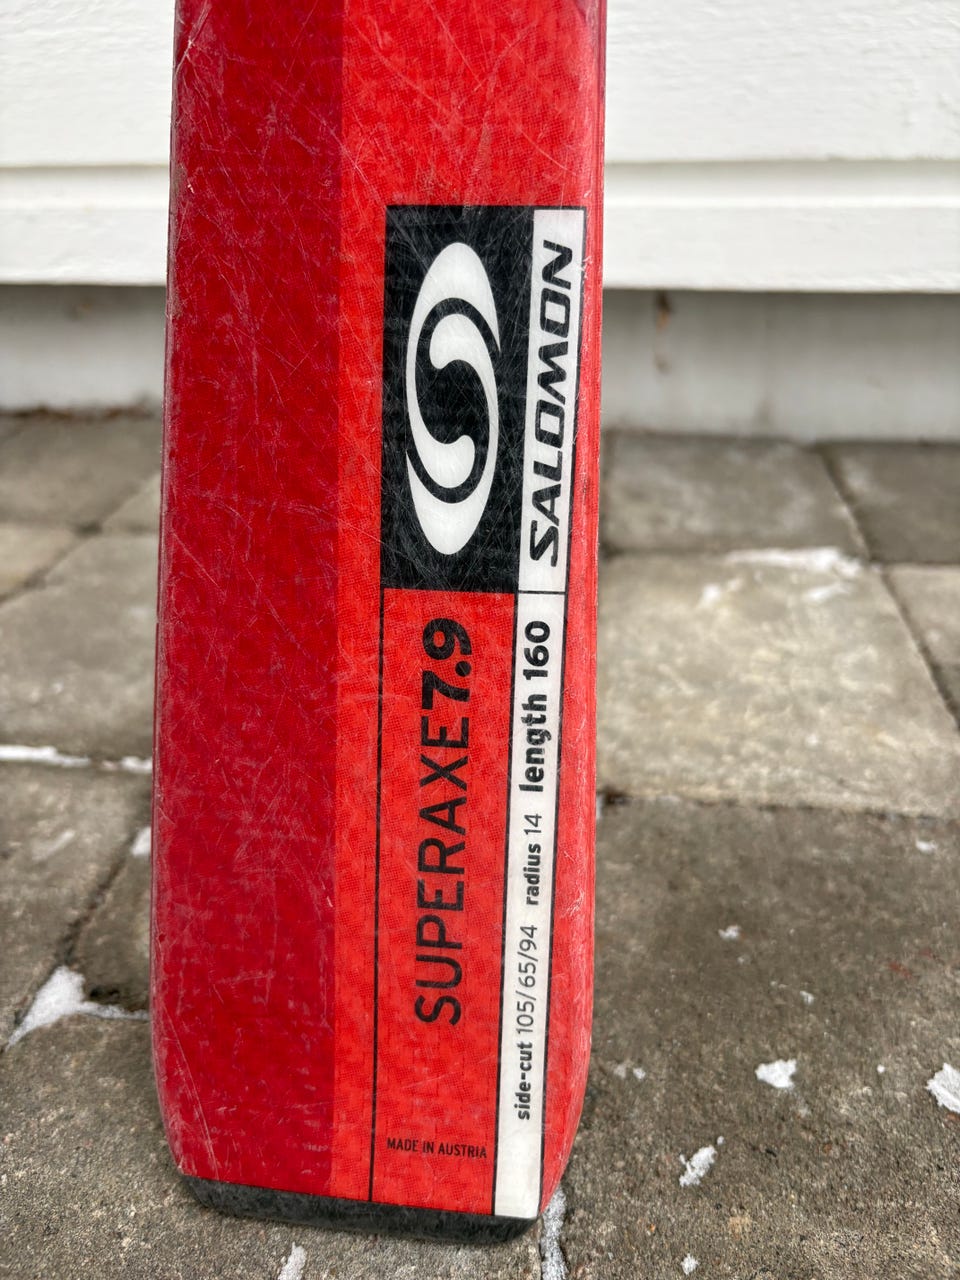 SALOMON
SUPERAXE7.9
side-cut 105/65/94 radius 14 length 160
MADE IN AUSTRIA